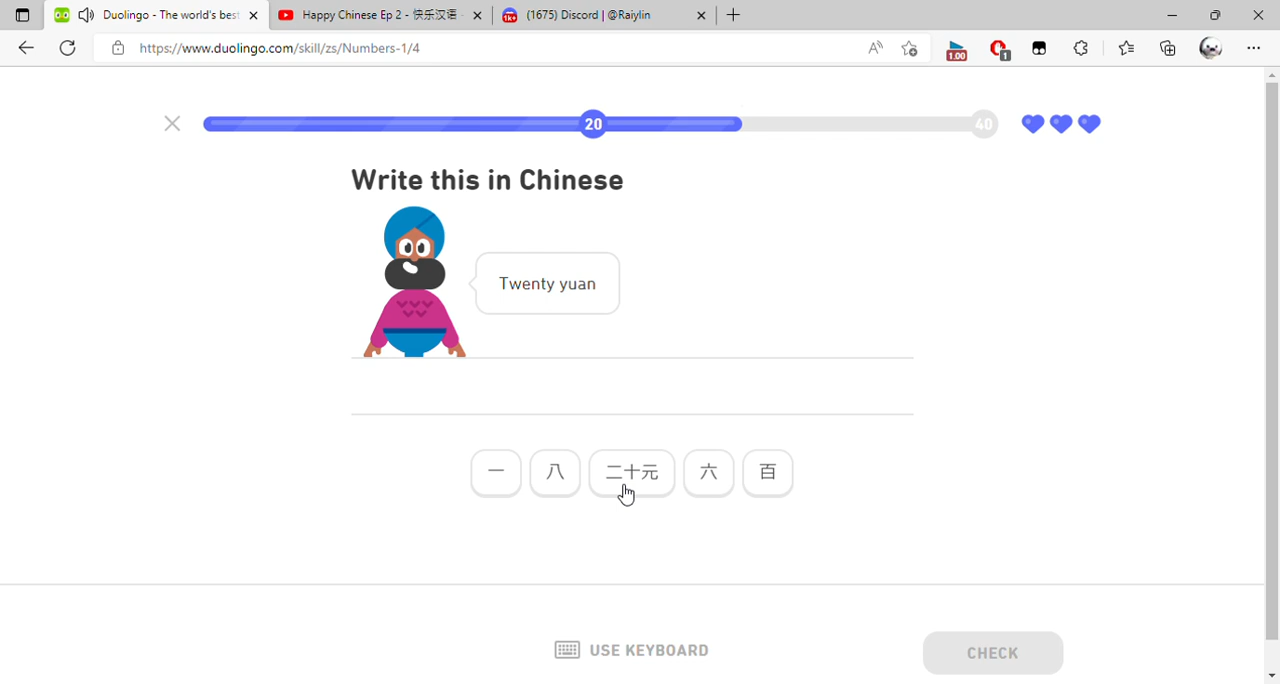 Duolingo - The world's best
Happy Chinese Ep 2 - 快乐汉语
(1675) Discord | @Raiylin
https://www.duolingo.com/skill/zs/Numbers-1/4
1.00
1
20
40
Write this in Chinese
Twenty yuan
一 八 二十元 六 百
USE KEYBOARD
CHECK